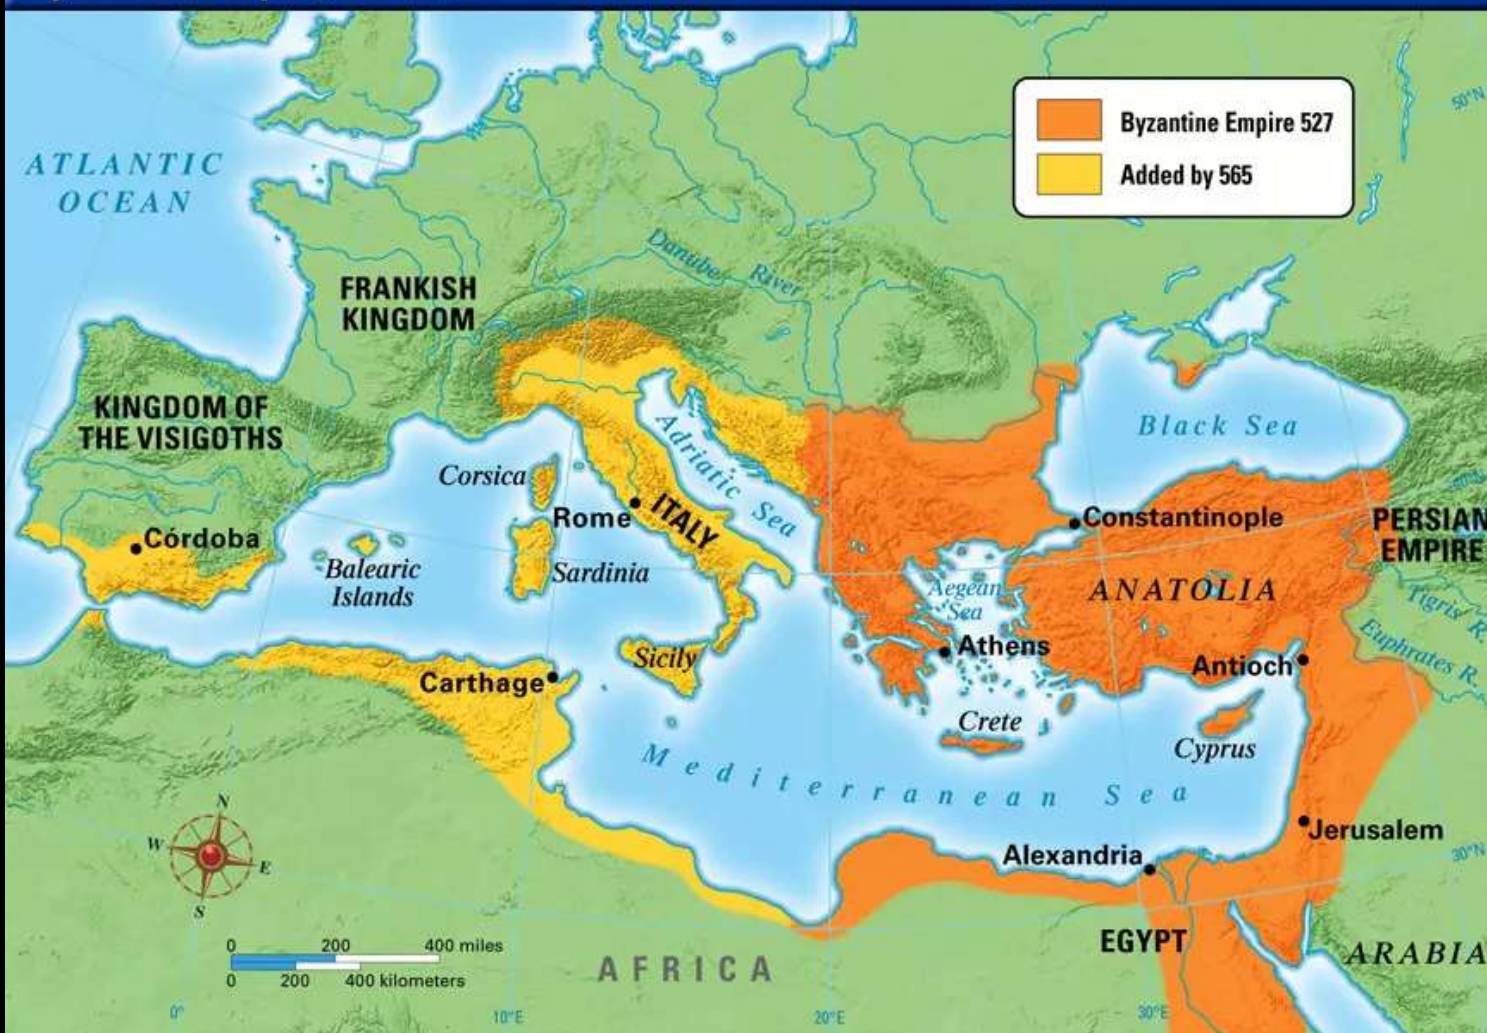 Byzantine Empire 527
Added by 565
50°N
ATLANTIC
OCEAN
Danube River
FRANKISH
KINGDOM
KINGDOM OF
THE VISIGOTHS
Black Sea
Adriatic Sea
Corsica
Rome
ITALY
Constantinople
PERSIAN
EMPIRE
Córdoba
Balearic
Islands
Sardinia
Aegean
Sea
ANATOLIA
Tigris R.
Euphrates R.
Athens
Antioch
Sicily
Carthage
Crete
Cyprus
Mediterranean Sea
Jerusalem
Alexandria
30°N
N
W
E
S
0 200 400 miles
0 200 400 kilometers
AFRICA
EGYPT
ARABIA
0°
10°E
20°E
30°E